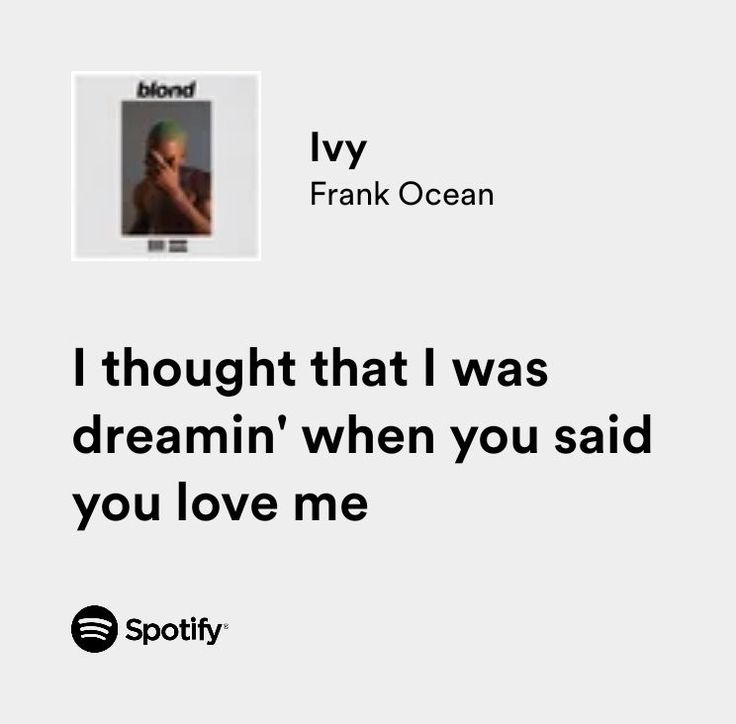 blond
Ivy
Frank Ocean
I thought that I was
dreamin' when you said
you love me
Spotify®